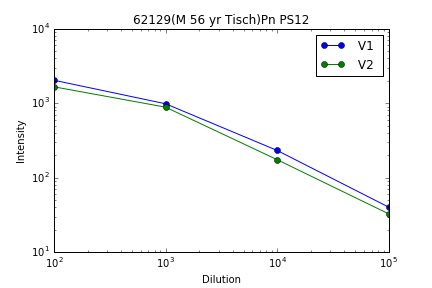 62129(M 56 yr Tisch)Pn PS12
V1
V2
Intensity
10^4
10^3
10^2
10^1
10^2 10^3 10^4 10^5
Dilution